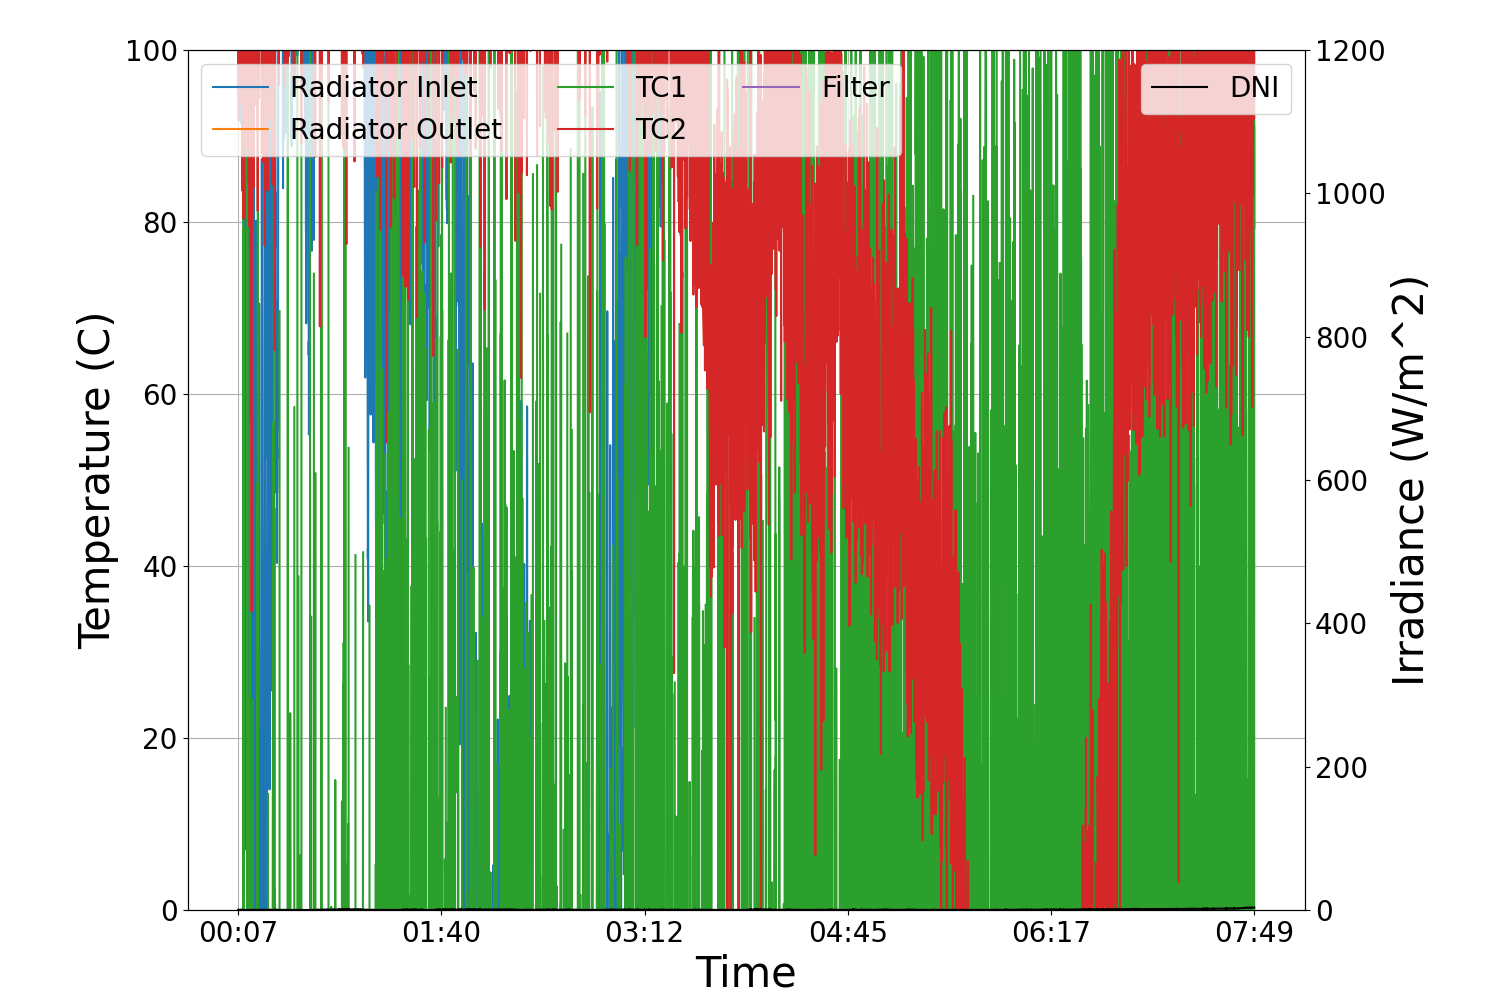 100
80
60
40
20
0
Temperature (C)
Radiator Inlet
Radiator Outlet
TC1
TC2
Filter
DNI
1200
1000
800
600
400
200
0
Irradiance (W/m^2)
00:07 01:40 03:12 04:45 06:17 07:49
Time